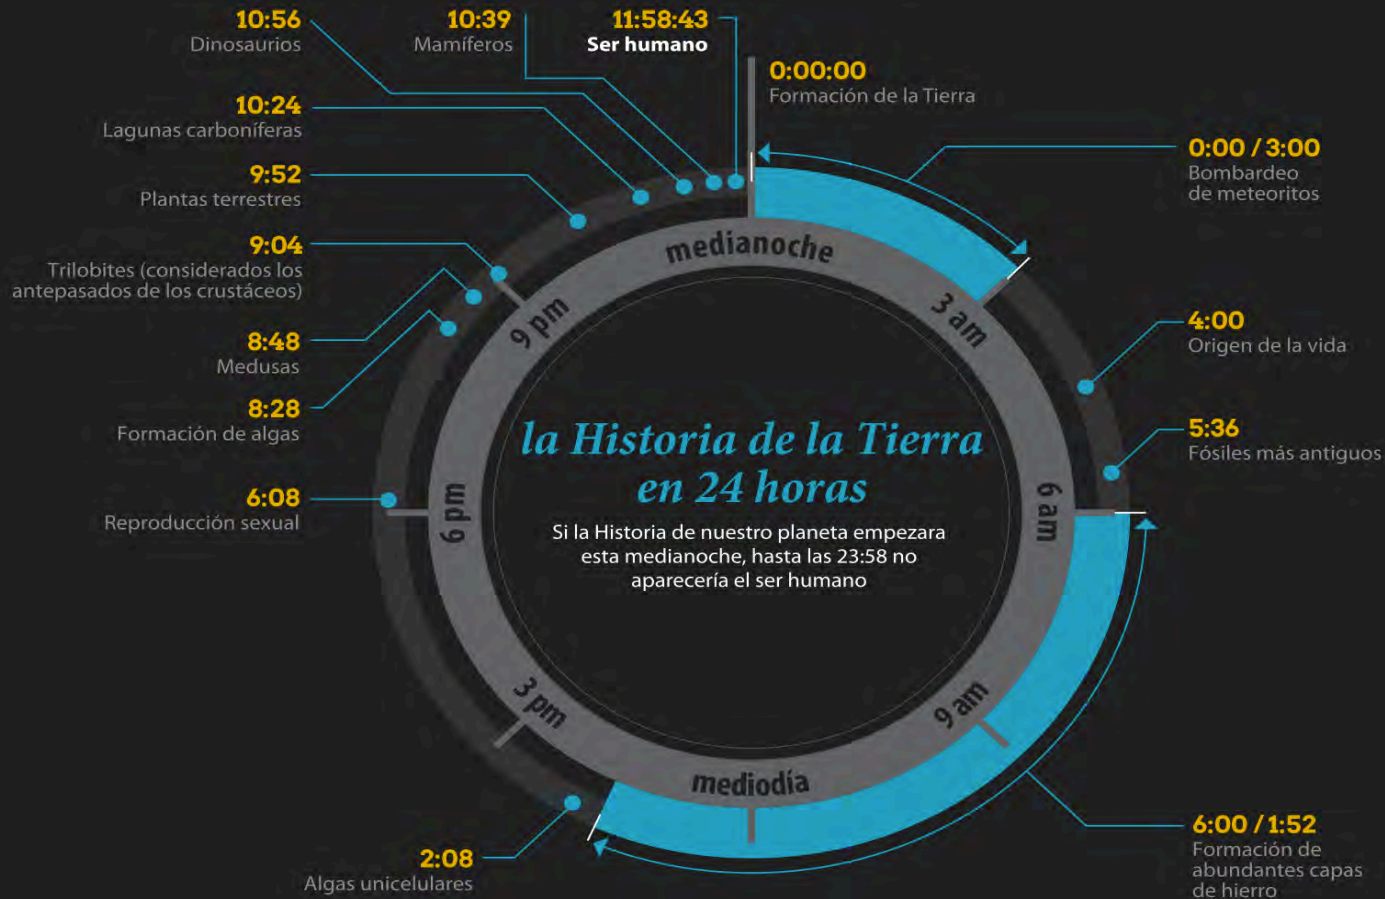 10:56
Dinosaurios
10:39
Mamíferos
11:58:43
Ser humano
0:00:00
Formación de la Tierra
10:24
Lagunas carboníferas
0:00 / 3:00
Bombardeo
de meteoritos
9:52
Plantas terrestres
9:04
Trilobites (considerados los
antepasados de los crustáceos)
8:48
Medusas
8:28
Formación de algas
6:08
Reproducción sexual
4:00
Origen de la vida
5:36
Fósiles más antiguos
medianoche
3 am
6 am
9 am
mediodía
3 pm
6 pm
9 pm
la Historia de la Tierra
en 24 horas
Si la Historia de nuestro planeta empezara
esta medianoche, hasta las 23:58 no
aparecería el ser humano
2:08
Algas unicelulares
6:00 / 1:52
Formación de
abundantes capas
de hierro